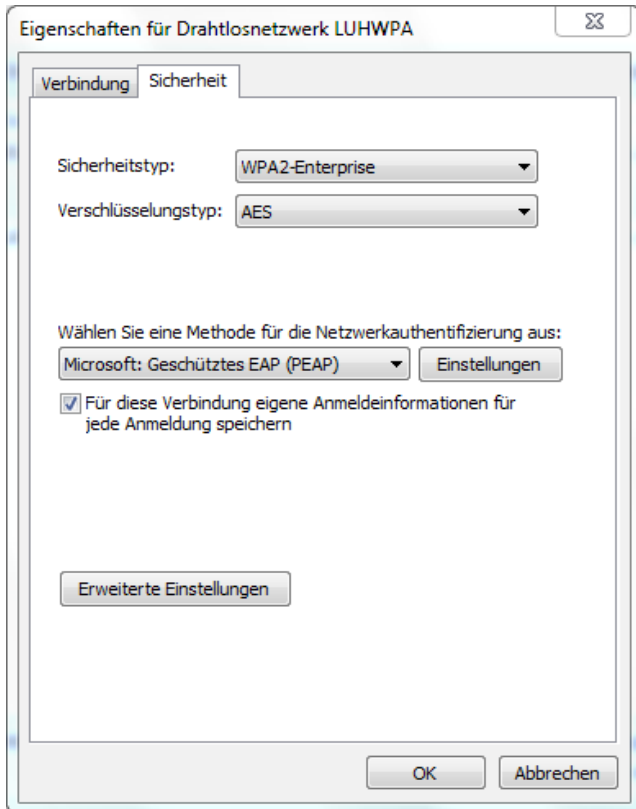 Eigenschaften für Drahtlosnetzwerk LUHWPA
Verbindung
Sicherheit
Sicherheitstyp:
WPA2-Enterprise
Verschlüsselungstyp:
AES
Wählen Sie eine Methode für die Netzwerkauthentifizierung aus:
Microsoft: Geschütztes EAP (PEAP)
Einstellungen
Für diese Verbindung eigene Anmeldeinformationen für
jede Anmeldung speichern
Erweiterte Einstellungen
OK
Abbrechen